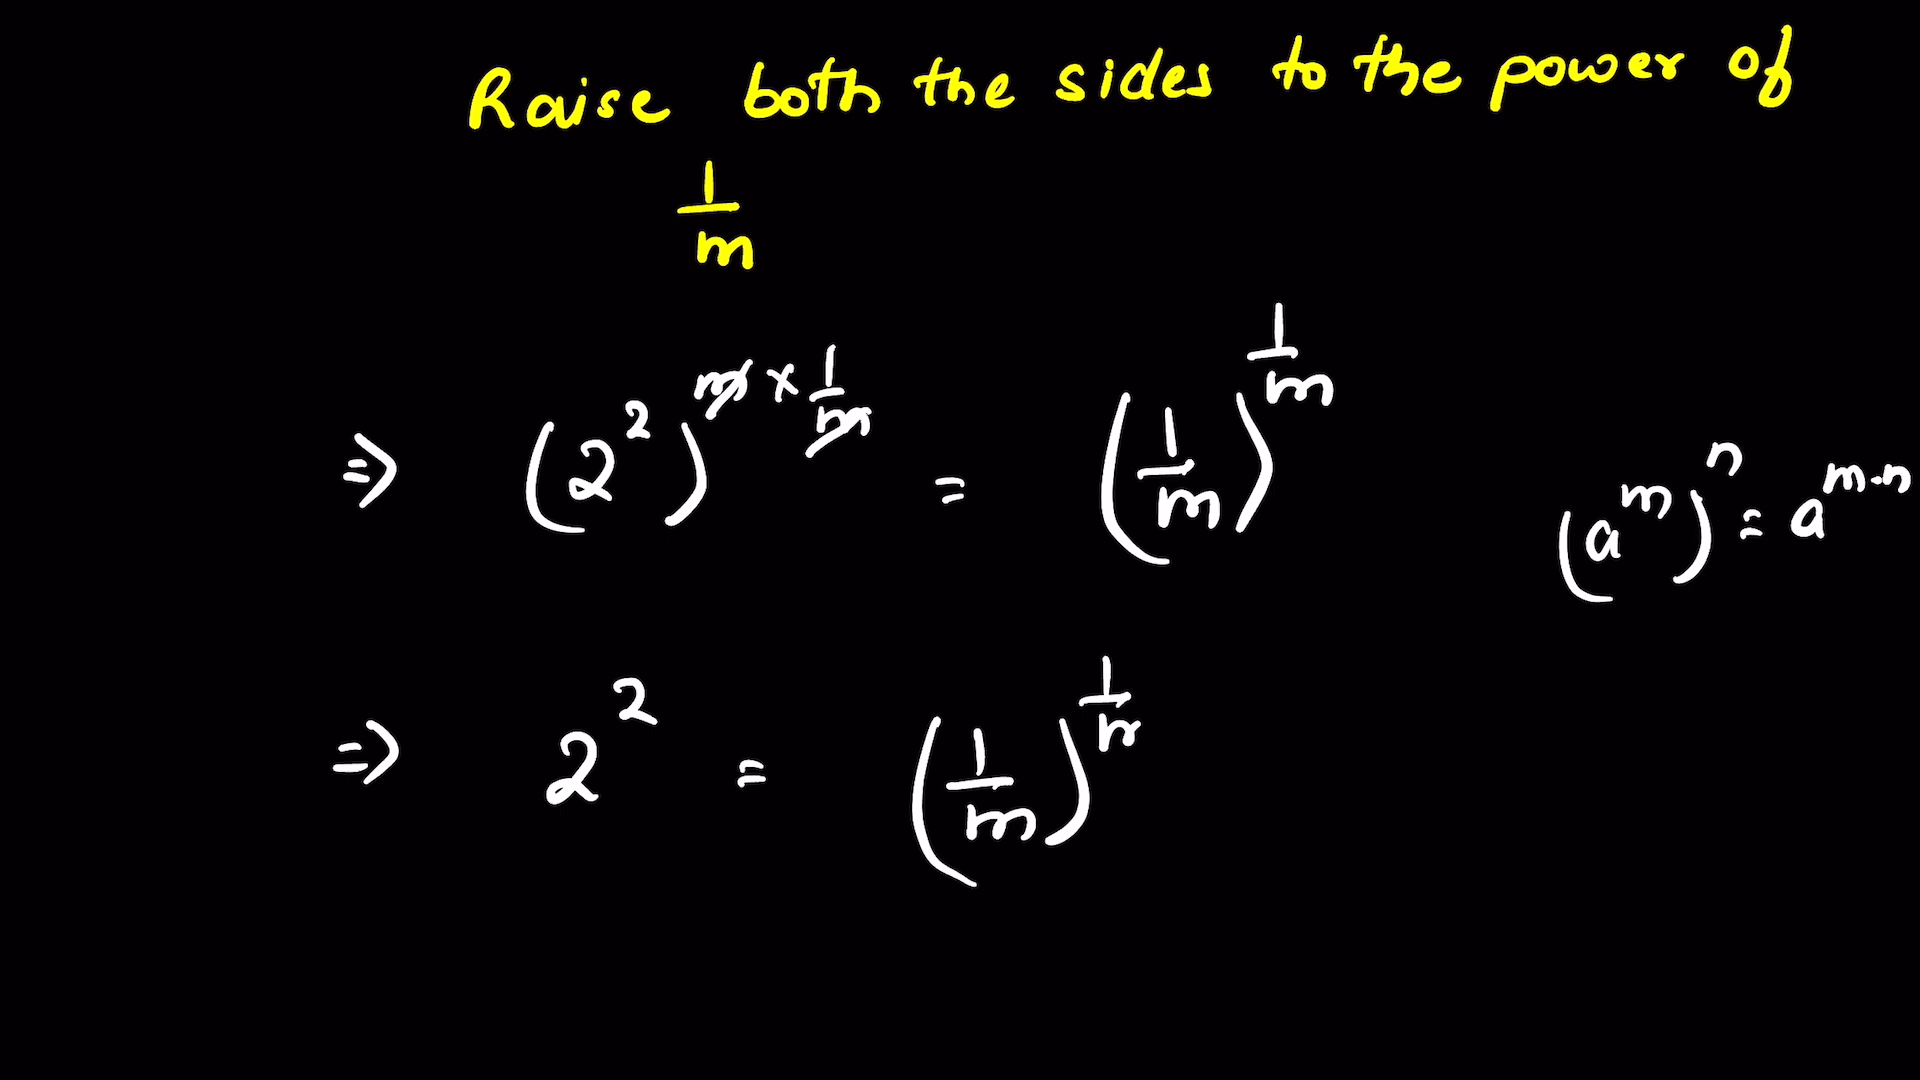 Raise both the sides to the power of
1/m
⇒ (2²)^(m × 1/m) = (1/m)^(1/m)
(a^m)^n = a^(m·n)
⇒ 2² = (1/m)^(1/m)